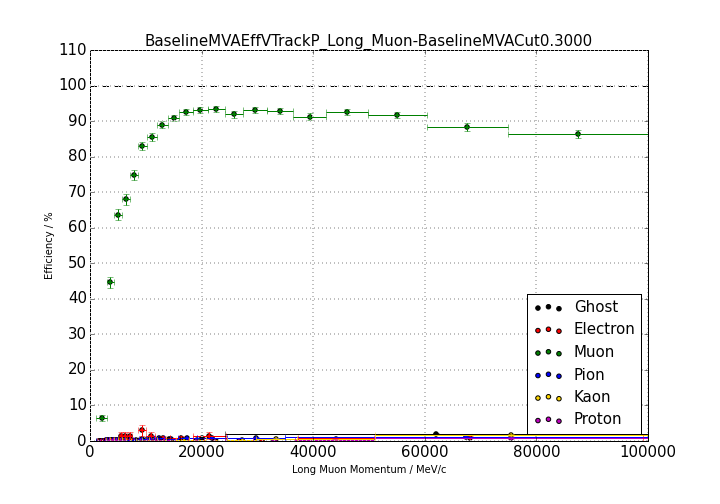 BaselineMVAEffVTrackP_Long_Muon-BaselineMVACut0.3000
110
100
90
80
70
60
50
40
30
20
10
0
Efficiency / %
Ghost
Electron
Muon
Pion
Kaon
Proton
0
20000
40000
60000
80000
100000
Long Muon Momentum / MeV/c